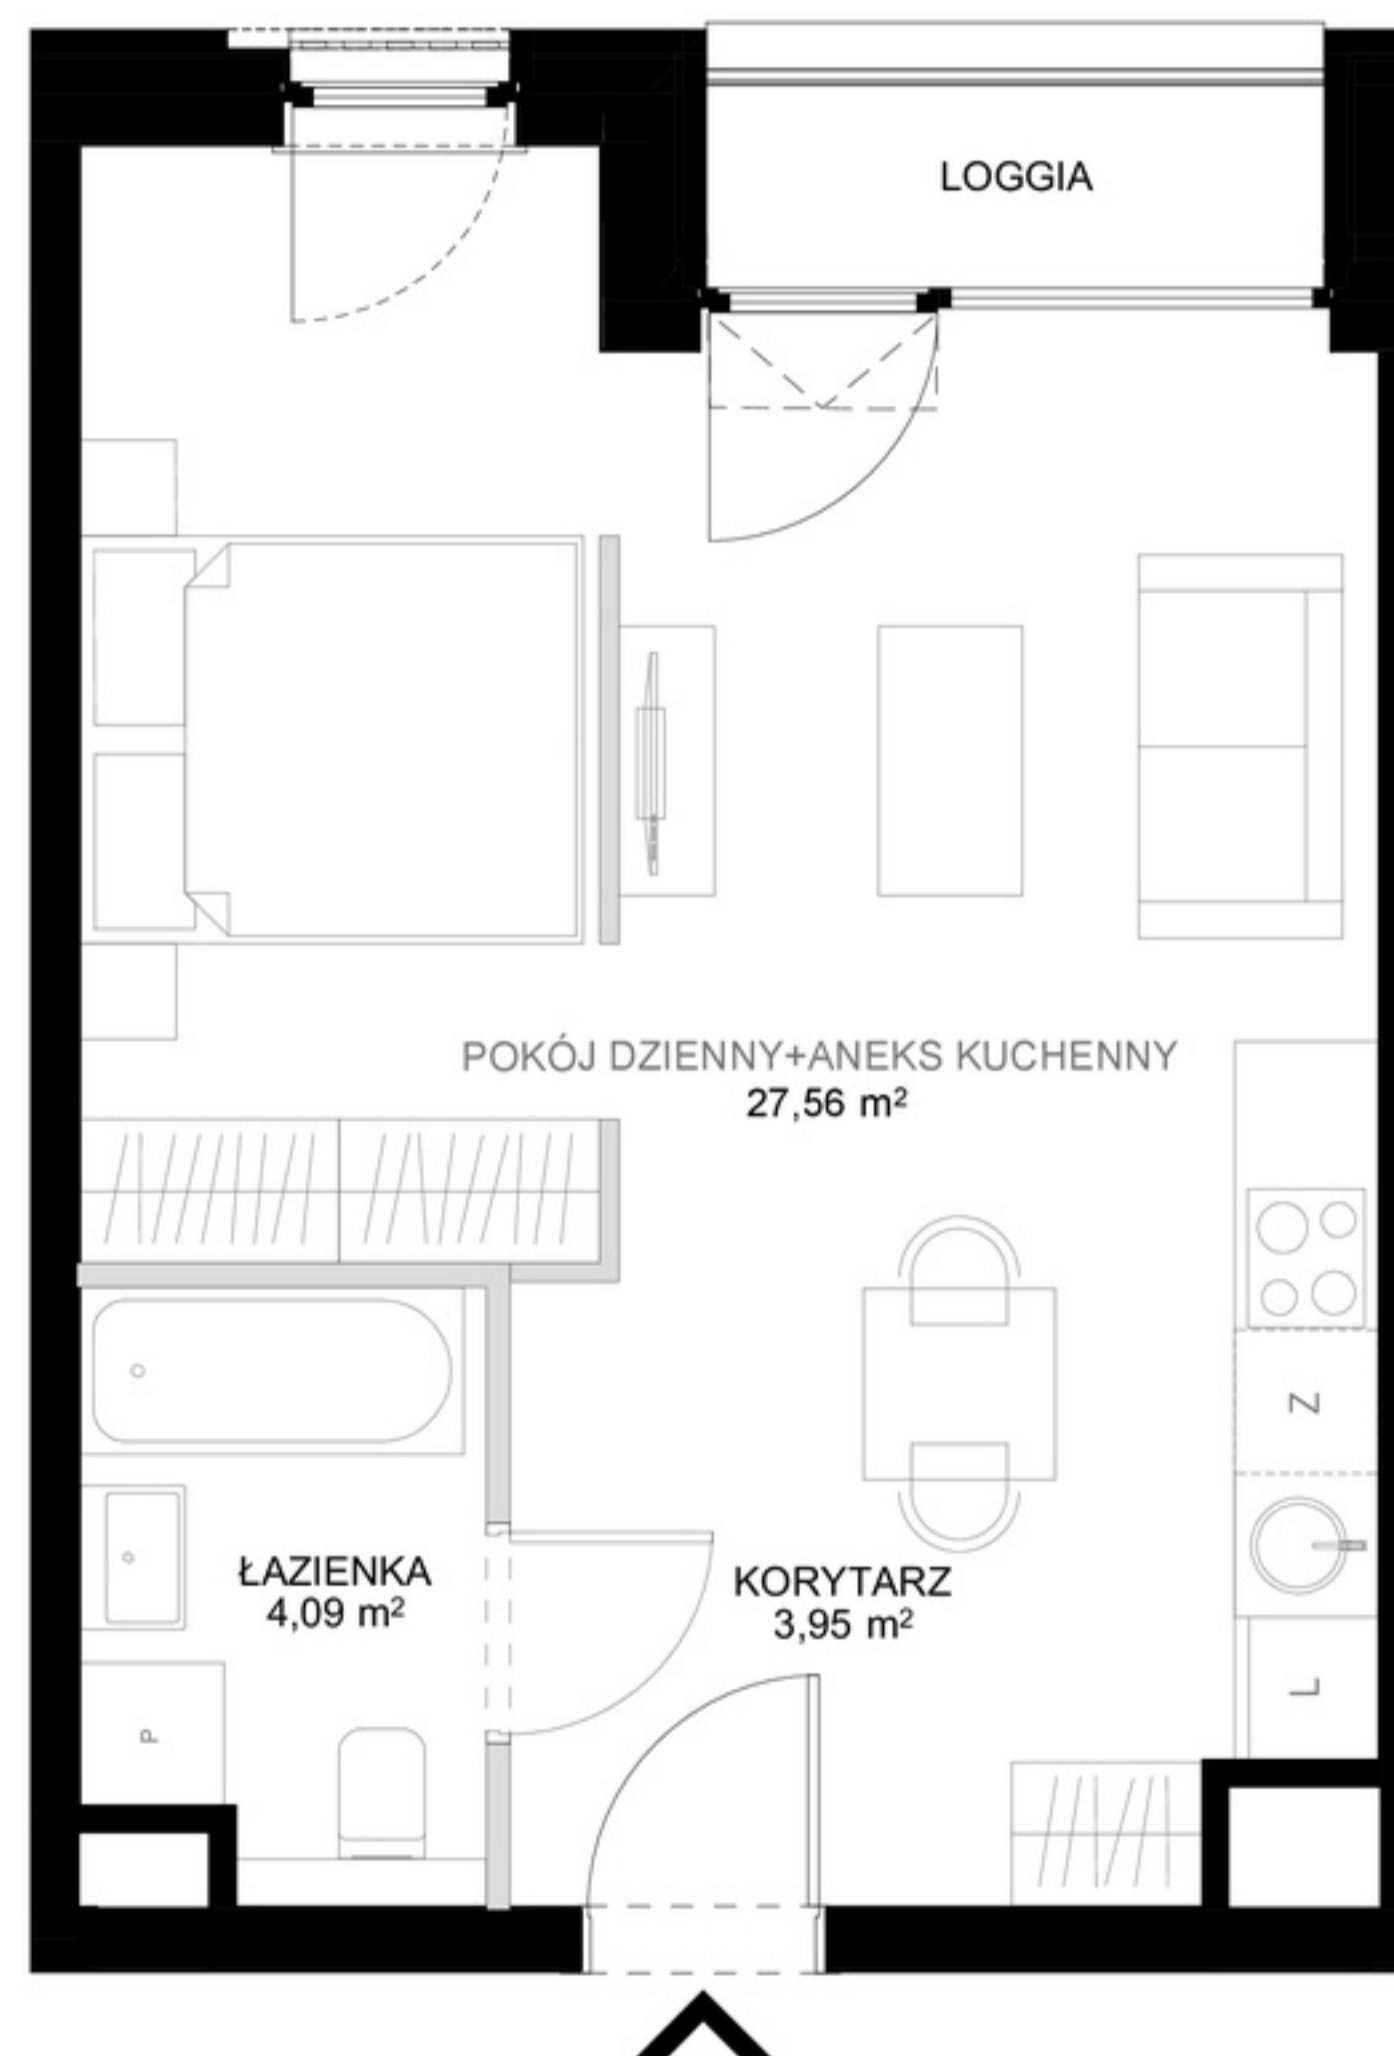 LOGGIA
POKÓJ DZIENNY+ANEKS KUCHENNY
27,56 m²
Z
ŁAZIENKA
4,09 m²
KORYTARZ
3,95 m²
L
P